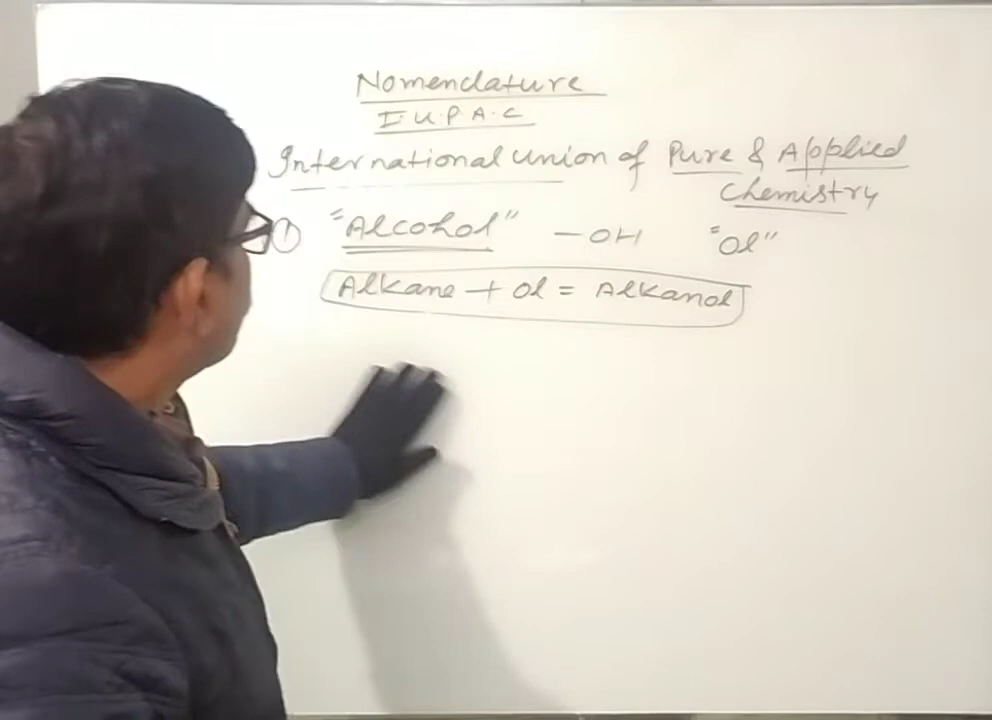 Nomenclature
I.U.P.A.C
International union of Pure & Applied
chemistry
① "Alcohol" -OH "Ol"
Alkane + Ol = Alkanol